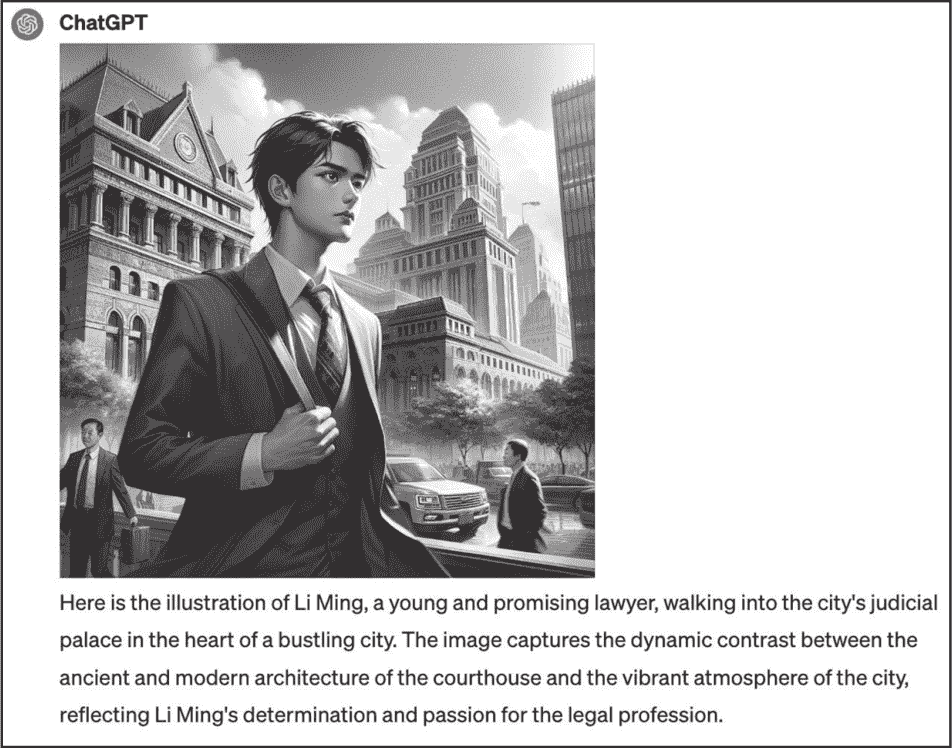 ChatGPT
Here is the illustration of Li Ming, a young and promising lawyer, walking into the city's judicial
palace in the heart of a bustling city. The image captures the dynamic contrast between the
ancient and modern architecture of the courthouse and the vibrant atmosphere of the city,
reflecting Li Ming's determination and passion for the legal profession.